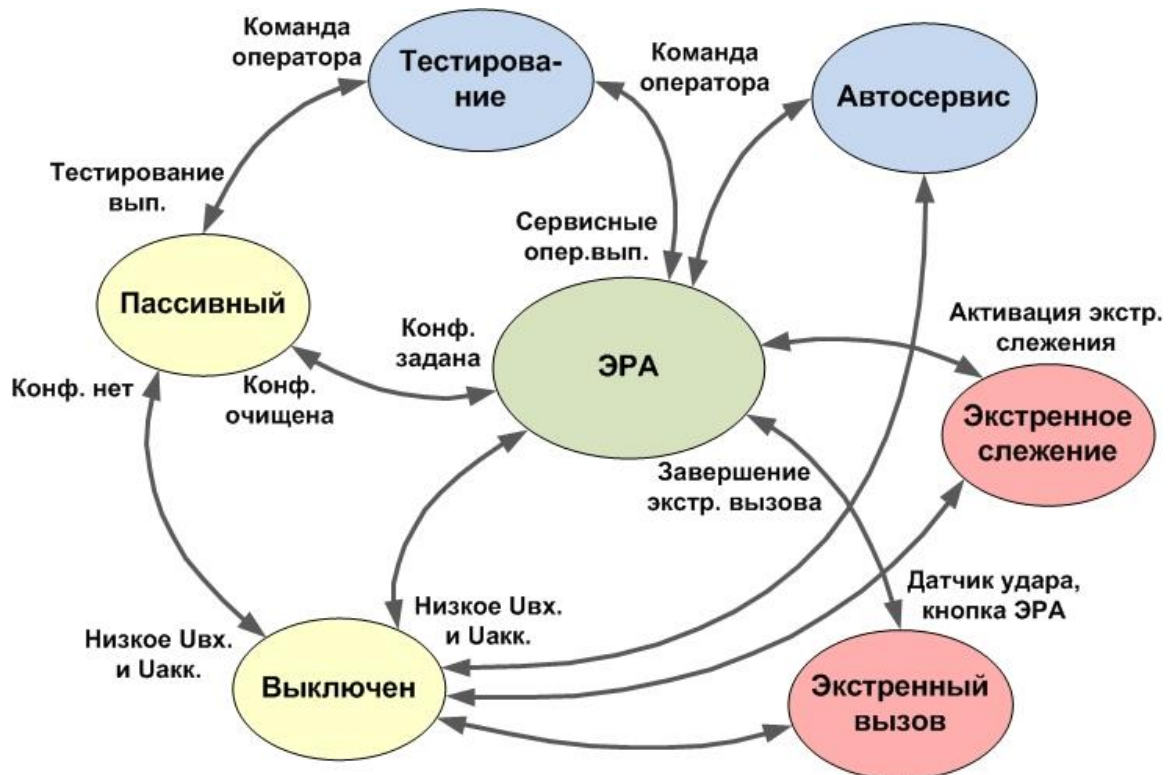 Команда
оператора
Тестирова-
ние
Команда
оператора
Автосервис
Тестирование
вып.
Сервисные
опер.вып.
Пассивный
Конф.
задана
ЭРА
Активация экстр.
слежения
Конф. нет
Конф.
очищена
Экстренное
слежение
Завершение
экстр. вызова
Датчик удара,
кнопка ЭРА
Низкое Uвх.
и Uакк.
Низкое Uвх.
и Uакк.
Выключен
Экстренный
вызов